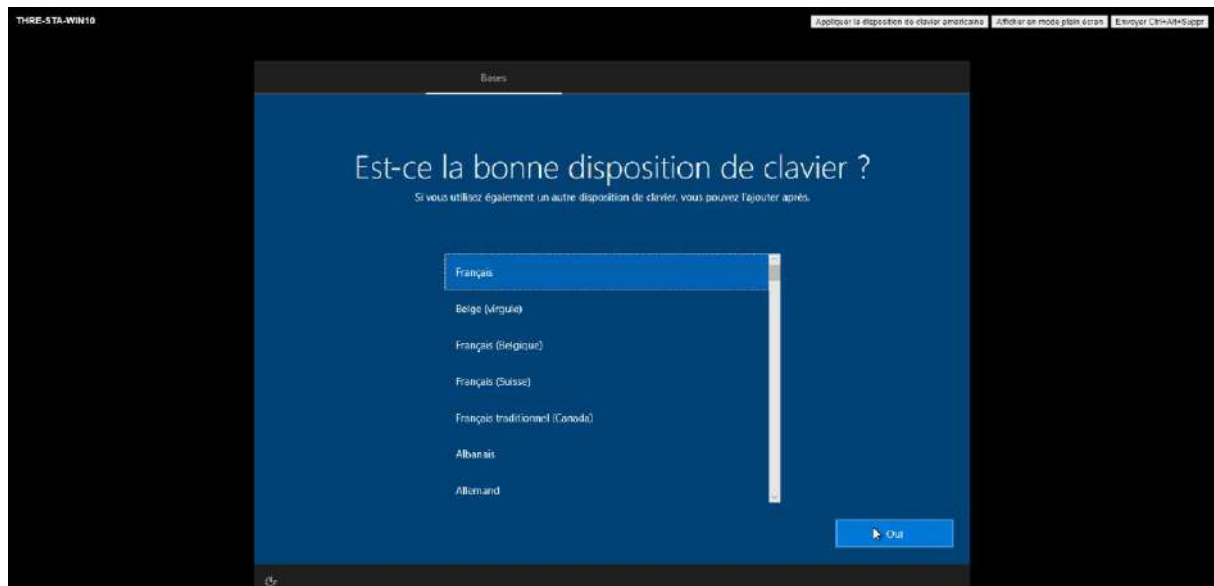 THRE-STA-WIN10
Appliquer la disposition de clavier americaine Afficher en mode plein écran Envoyer Ctrl+Alt+Suppr
Bases
Est-ce la bonne disposition de clavier ?
Si vous utilisez également un autre disposition de clavier, vous pouvez l'ajouter après.
Français
Belge (virgule)
Français (Belgique)
Français (Suisse)
Français traditionnel (Canada)
Albanais
Allemand
Oui